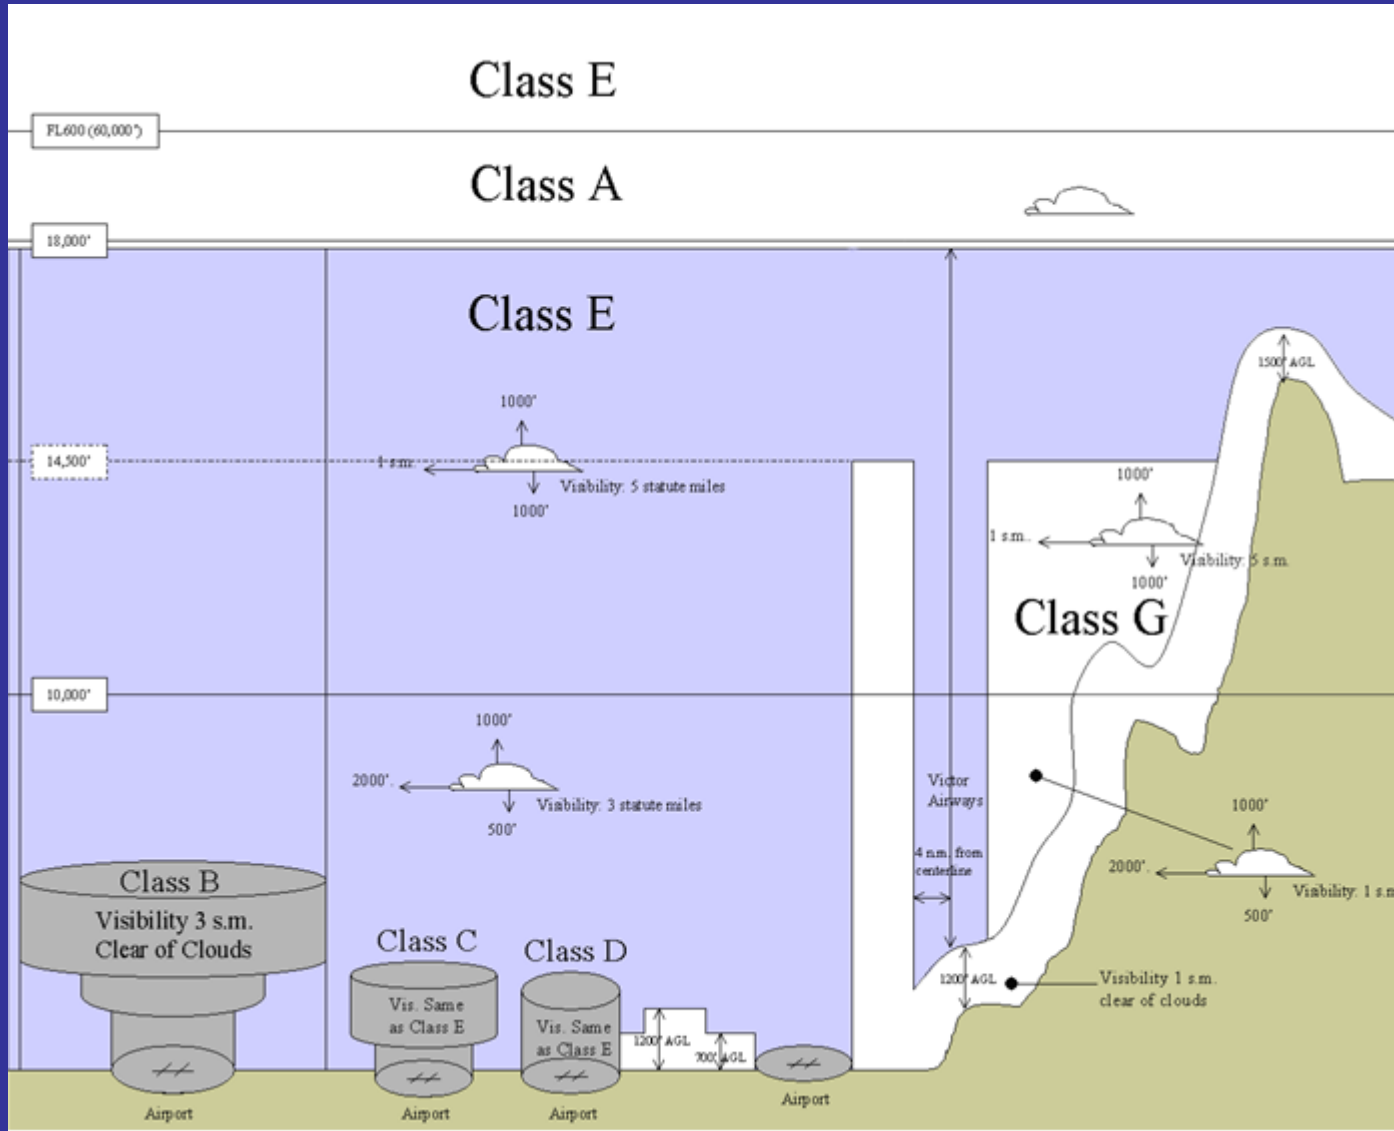 Class E
FL600 (60,000')
Class A
18,000'
Class E
1500' AGL
1000'
14,500'
1 s.m.
Visibility: 5 statute miles
1000'
1000'
1 s.m..
Visibility: 5 s.m.
1000'
Class G
10,000'
1000'
2000'.
Visibility: 3 statute miles
500'
Victor
Airways
4 n.m. from
centerline
1000'
2000'.
Visibility: 1 s.m
500'
Class B
Visibility 3 s.m.
Clear of Clouds
Class C
Vis. Same
as Class E
Class D
Vis. Same
as Class E
1200' AGL
700' AGL
1200' AGL
Visibility 1 s.m.
clear of clouds
Airport
Airport
Airport
Airport